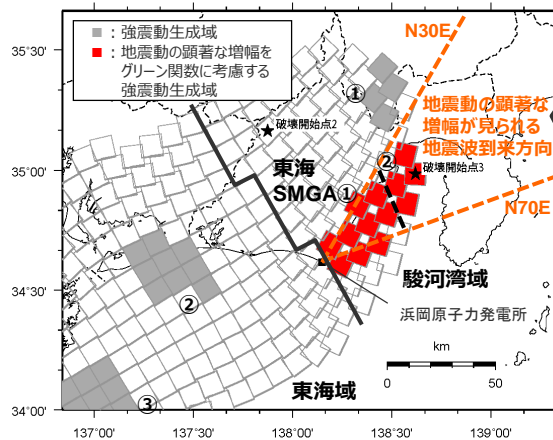 ：強震動生成域
：地震動の顕著な増幅を
グリーン関数に考慮する
強震動生成域
N30E
地震動の顕著な
増幅が見られる
地震波到来方向
①
破壊開始点2
②
破壊開始点3
東海
SMGA①
N70E
駿河湾域
浜岡原子力発電所
②
km
0
50
東海域
③
35°30'
35°00'
34°30'
34°00'
137°00'
137°30'
138°00'
138°30'
139°00'